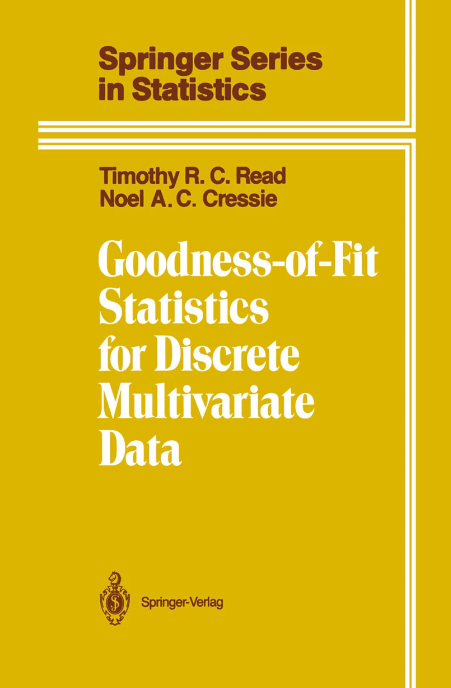 Springer Series
in Statistics
Timothy R. C. Read
Noel A. C. Cressie
Goodness-of-Fit
Statistics
for Discrete
Multivariate
Data
Springer-Verlag